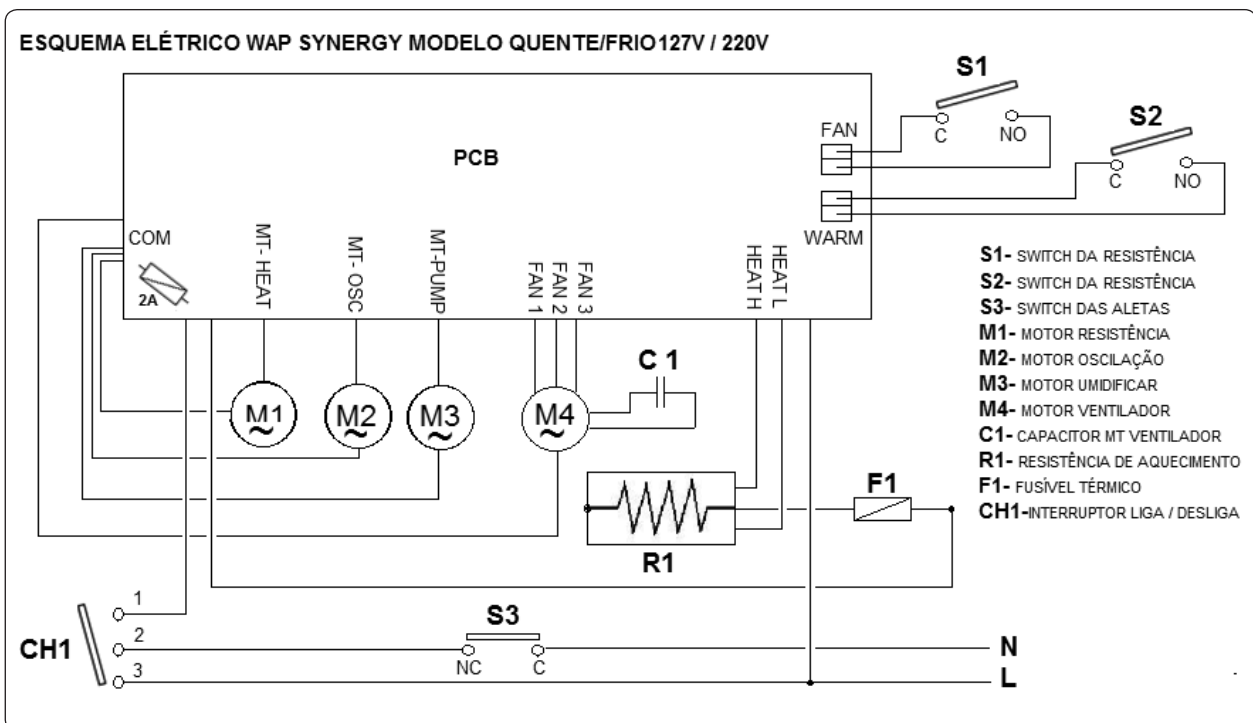 ESQUEMA ELÉTRICO WAP SYNERGY MODELO QUENTE/FRIO127V / 220V
S1
C
NO
S2
C
NO
FAN
PCB
WARM
COM
2A
MT- HEAT
MT- OSC
MT-PUMP
FAN 1
FAN 2
FAN 3
HEAT H
HEAT L
S1- SWITCH DA RESISTÊNCIA
S2- SWITCH DA RESISTÊNCIA
S3- SWITCH DAS ALETAS
M1- MOTOR RESISTÊNCIA
M2- MOTOR OSCILAÇÃO
M3- MOTOR UMIDIFICAR
M4- MOTOR VENTILADOR
C1- CAPACITOR MT VENTILADOR
R1- RESISTÊNCIA DE AQUECIMENTO
F1- FUSÍVEL TÉRMICO
CH1-INTERRUPTOR LIGA / DESLIGA
C 1
M1
~
M2
~
M3
~
M4
~
F1
R1
CH1
1
2
3
S3
NC
C
N
L